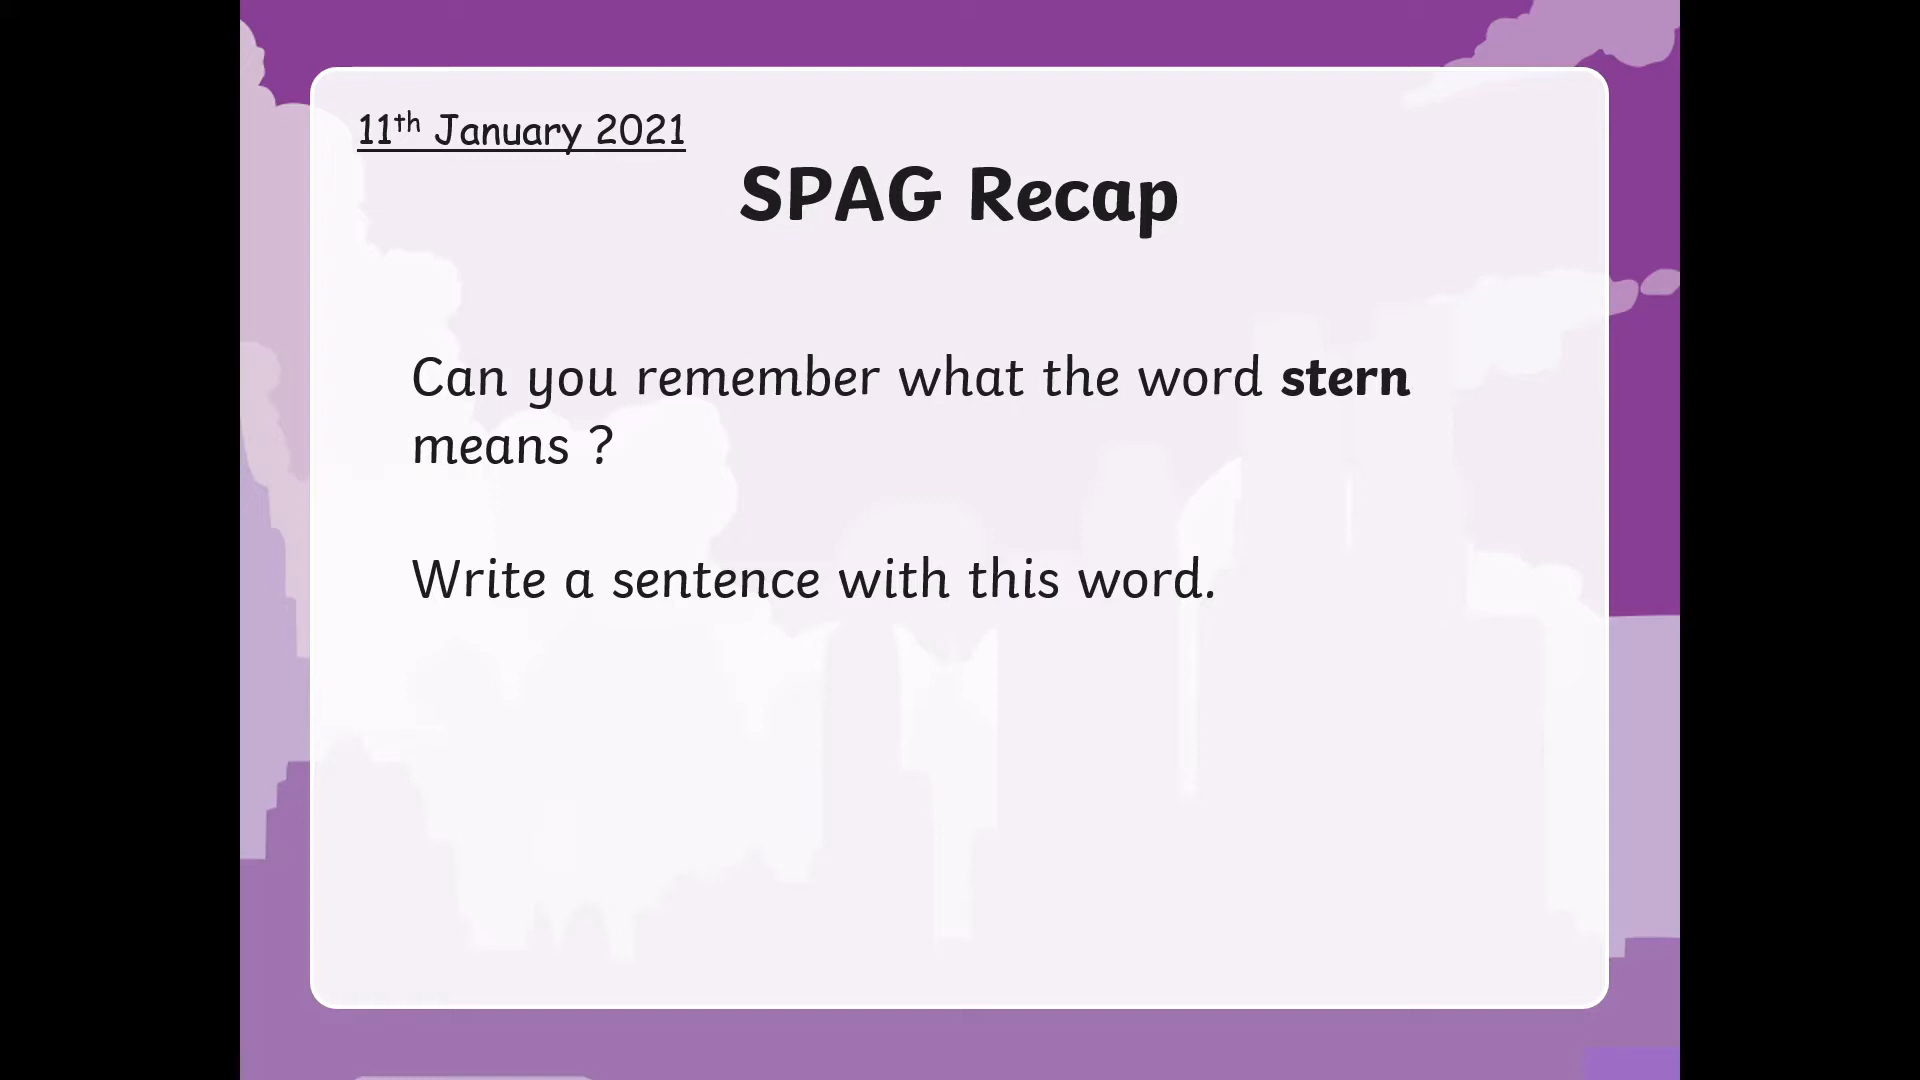 11th January 2021
SPAG Recap
Can you remember what the word stern
means ?
Write a sentence with this word.